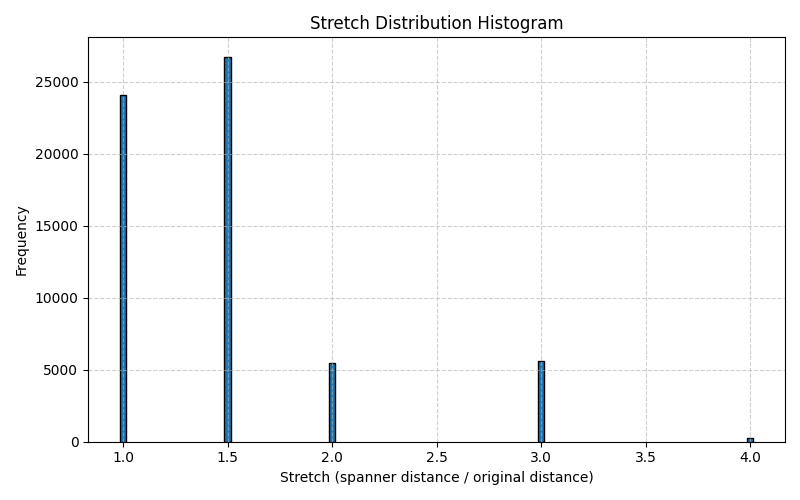 Stretch Distribution Histogram
Frequency
25000
20000
15000
10000
5000
0
1.0 1.5 2.0 2.5 3.0 3.5 4.0
Stretch (spanner distance / original distance)